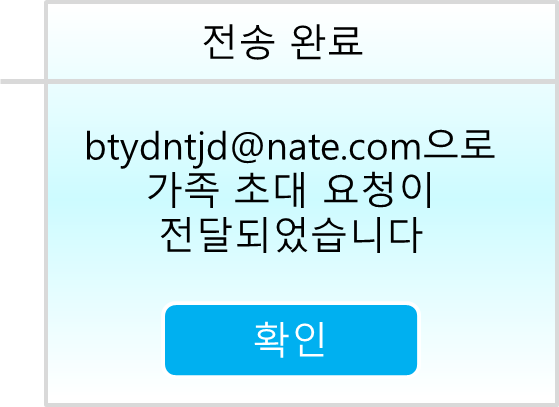 전송 완료
btydntjd@nate.com으로
가족 초대 요청이
전달되었습니다
확인